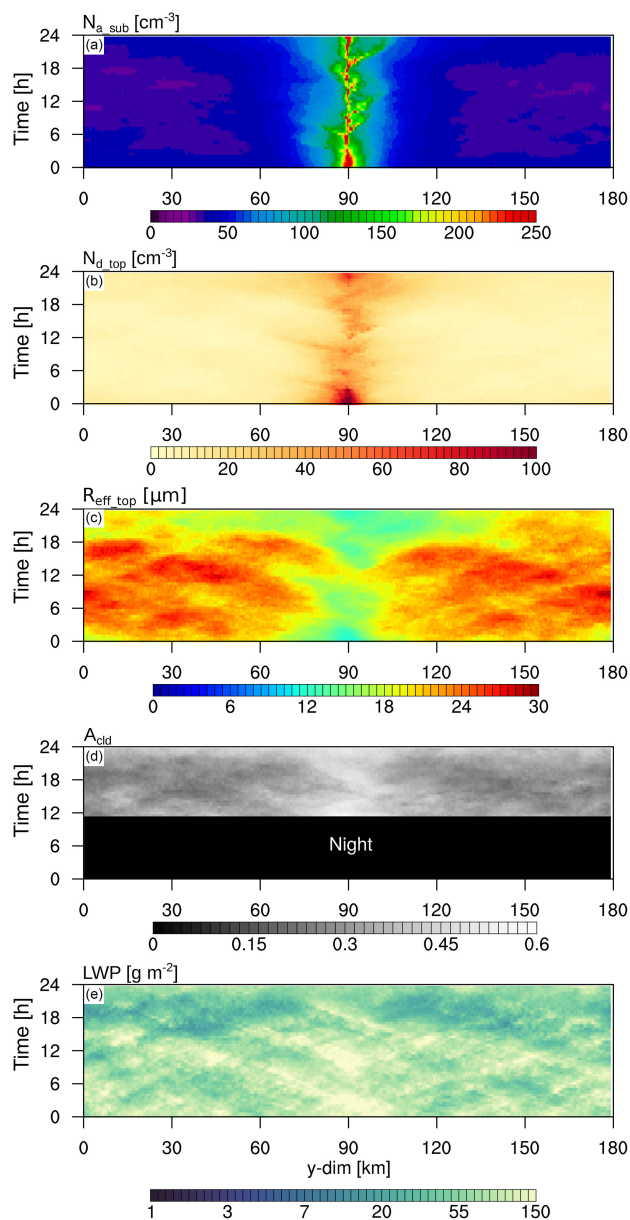 N_a_sub [cm⁻³]
(a)
Time [h]
24
18
12
6
0
0 30 60 90 120 150 180
0 50 100 150 200 250
N_d_top [cm⁻³]
(b)
Time [h]
24
18
12
6
0
0 30 60 90 120 150 180
0 20 40 60 80 100
R_eff_top [μm]
(c)
Time [h]
24
18
12
6
0
0 30 60 90 120 150 180
0 6 12 18 24 30
A_cld
(d)
Time [h]
24
18
12
6
0
Night
0 30 60 90 120 150 180
0 0.15 0.3 0.45 0.6
LWP [g m⁻²]
(e)
Time [h]
24
18
12
6
0
0 30 60 90 120 150 180
y-dim [km]
1 3 7 20 55 150